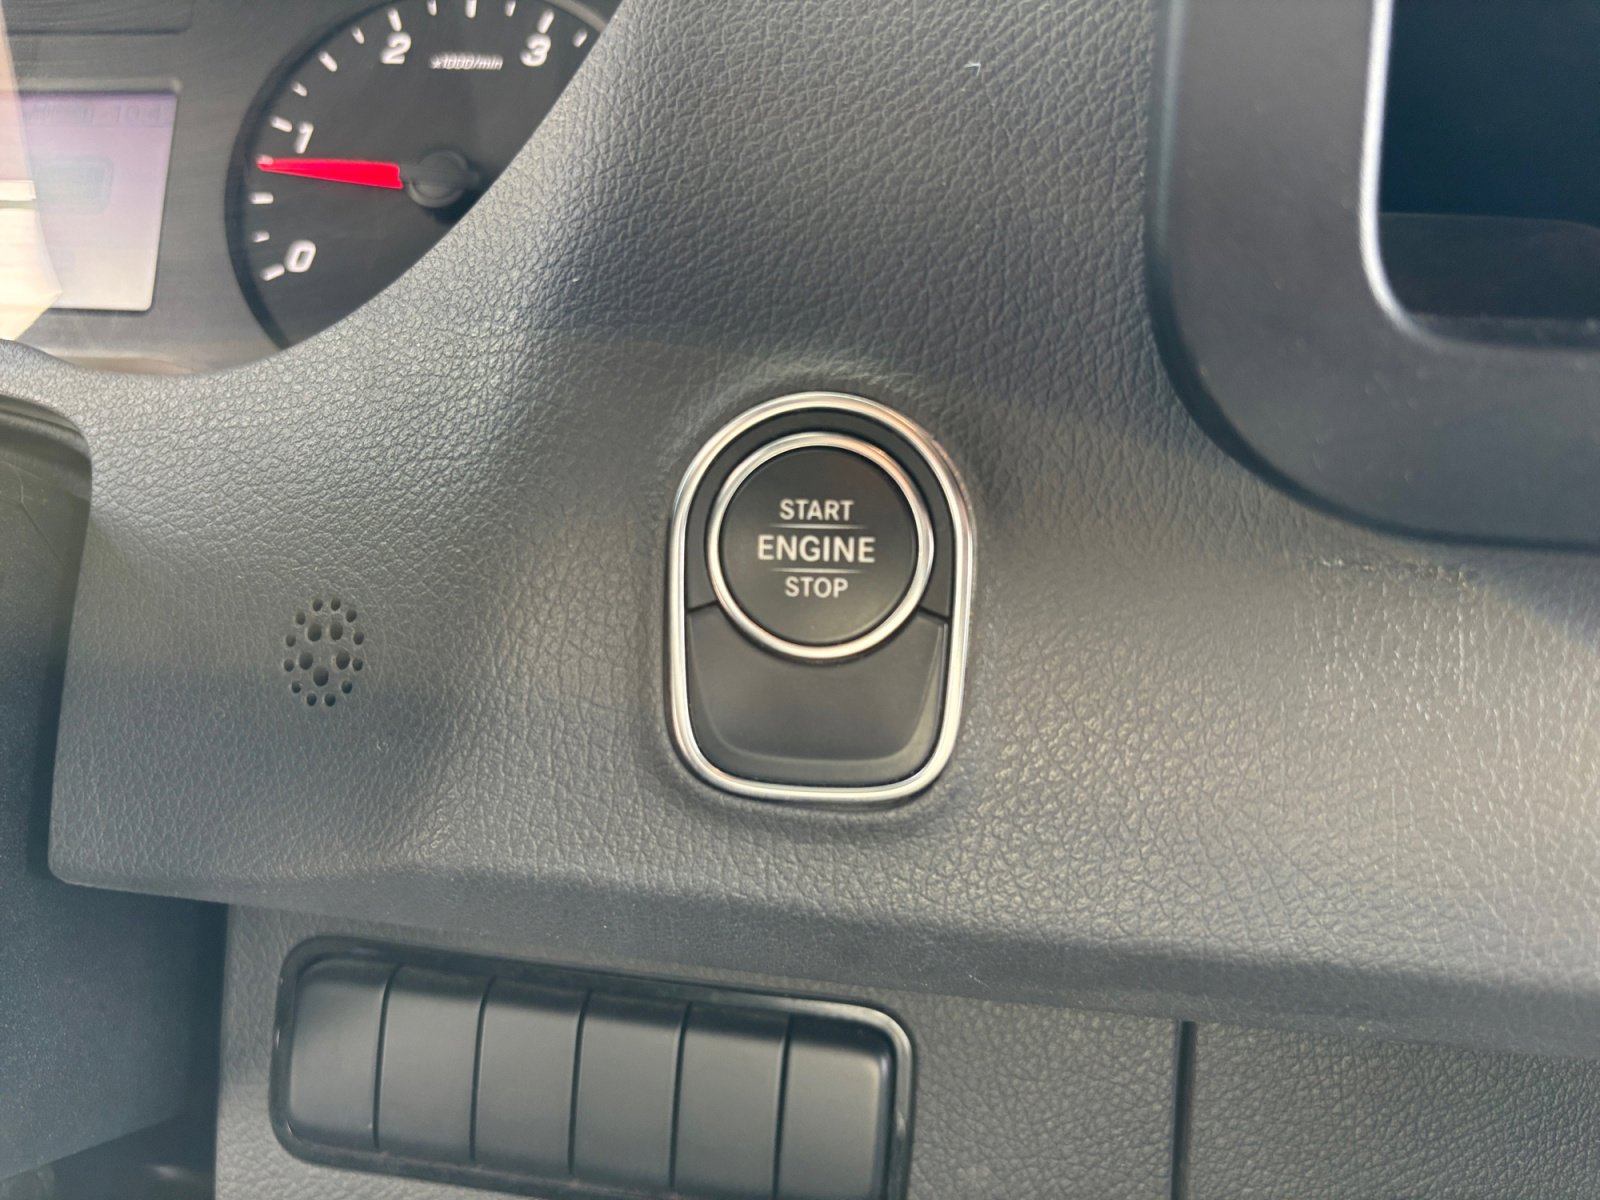 2 x1000/min 3
1
0
START
ENGINE
STOP